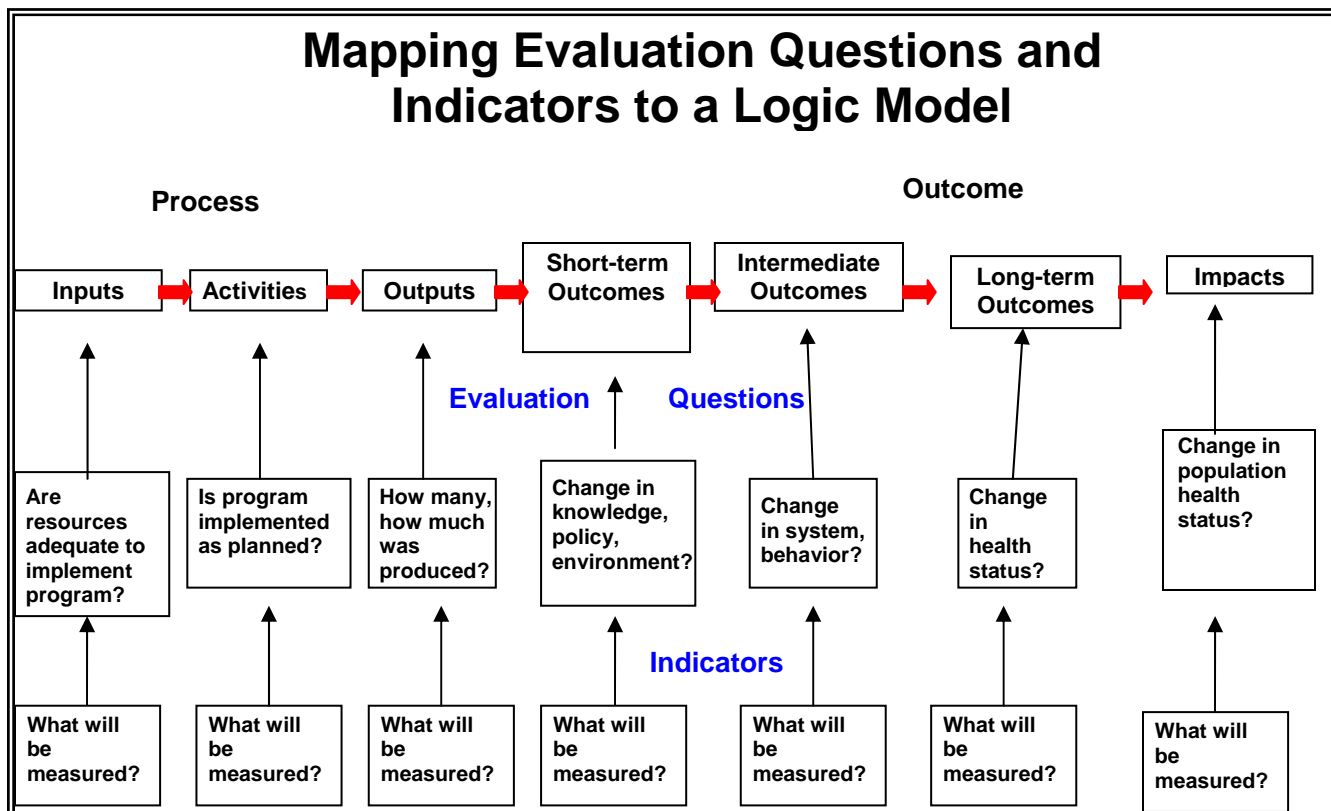 Mapping Evaluation Questions and
Indicators to a Logic Model
Process
Outcome
Inputs
Activities
Outputs
Short-term
Outcomes
Intermediate
Outcomes
Long-term
Outcomes
Impacts
Evaluation Questions
Are
resources
adequate to
implement
program?
Is program
implemented
as planned?
How many,
how much
was
produced?
Change in
knowledge,
policy,
environment?
Change
in system,
behavior?
Change
in
health
status?
Change in
population
health
status?
Indicators
What will
be
measured?
What will
be
measured?
What will
be
measured?
What will
be
measured?
What will
be
measured?
What will
be
measured?
What will
be
measured?